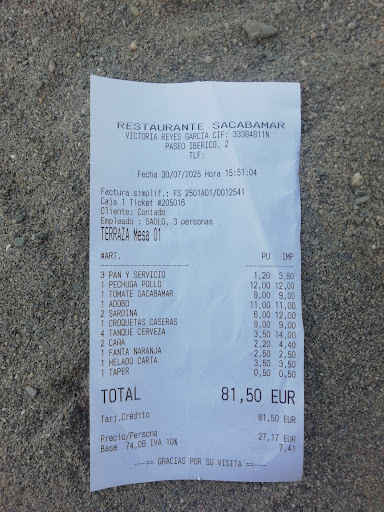 RESTAURANTE SACABAMAR
VICTORIA REYES GARCIA CIF: 33384811N
PASEO IBERICO, 2
TLF:
Fecha 30/07/2025 Hora 15:51:04
Factura simplif.: FS 2501A01/0012541
Caja 1 Ticket #205016
Cliente: Contado
Empleado : SAULO, 3 personas
TERRAZA Mesa 01
#ART. PU IMP
3 PAN Y SERVICIO 1,20 3,60
1 PECHUGA POLLO 12,00 12,00
1 TOMATE SACABAMAR 9,00 9,00
1 ADOBO 11,00 11,00
2 SARDINA 6,00 12,00
1 CROQUETAS CASERAS 9,00 9,00
4 TANQUE CERVEZA 3,50 14,00
2 CAÑA 2,20 4,40
1 FANTA NARANJA 2,50 2,50
1 HELADO CARTA 3,50 3,50
1 TAPER 0,50 0,50
TOTAL 81,50 EUR
Tarj.Crédito 81,50 EUR
Precio/Persona 27,17 EUR
Base 74,09 IVA 10% 7,41
---== GRACIAS POR SU VISITA ==---